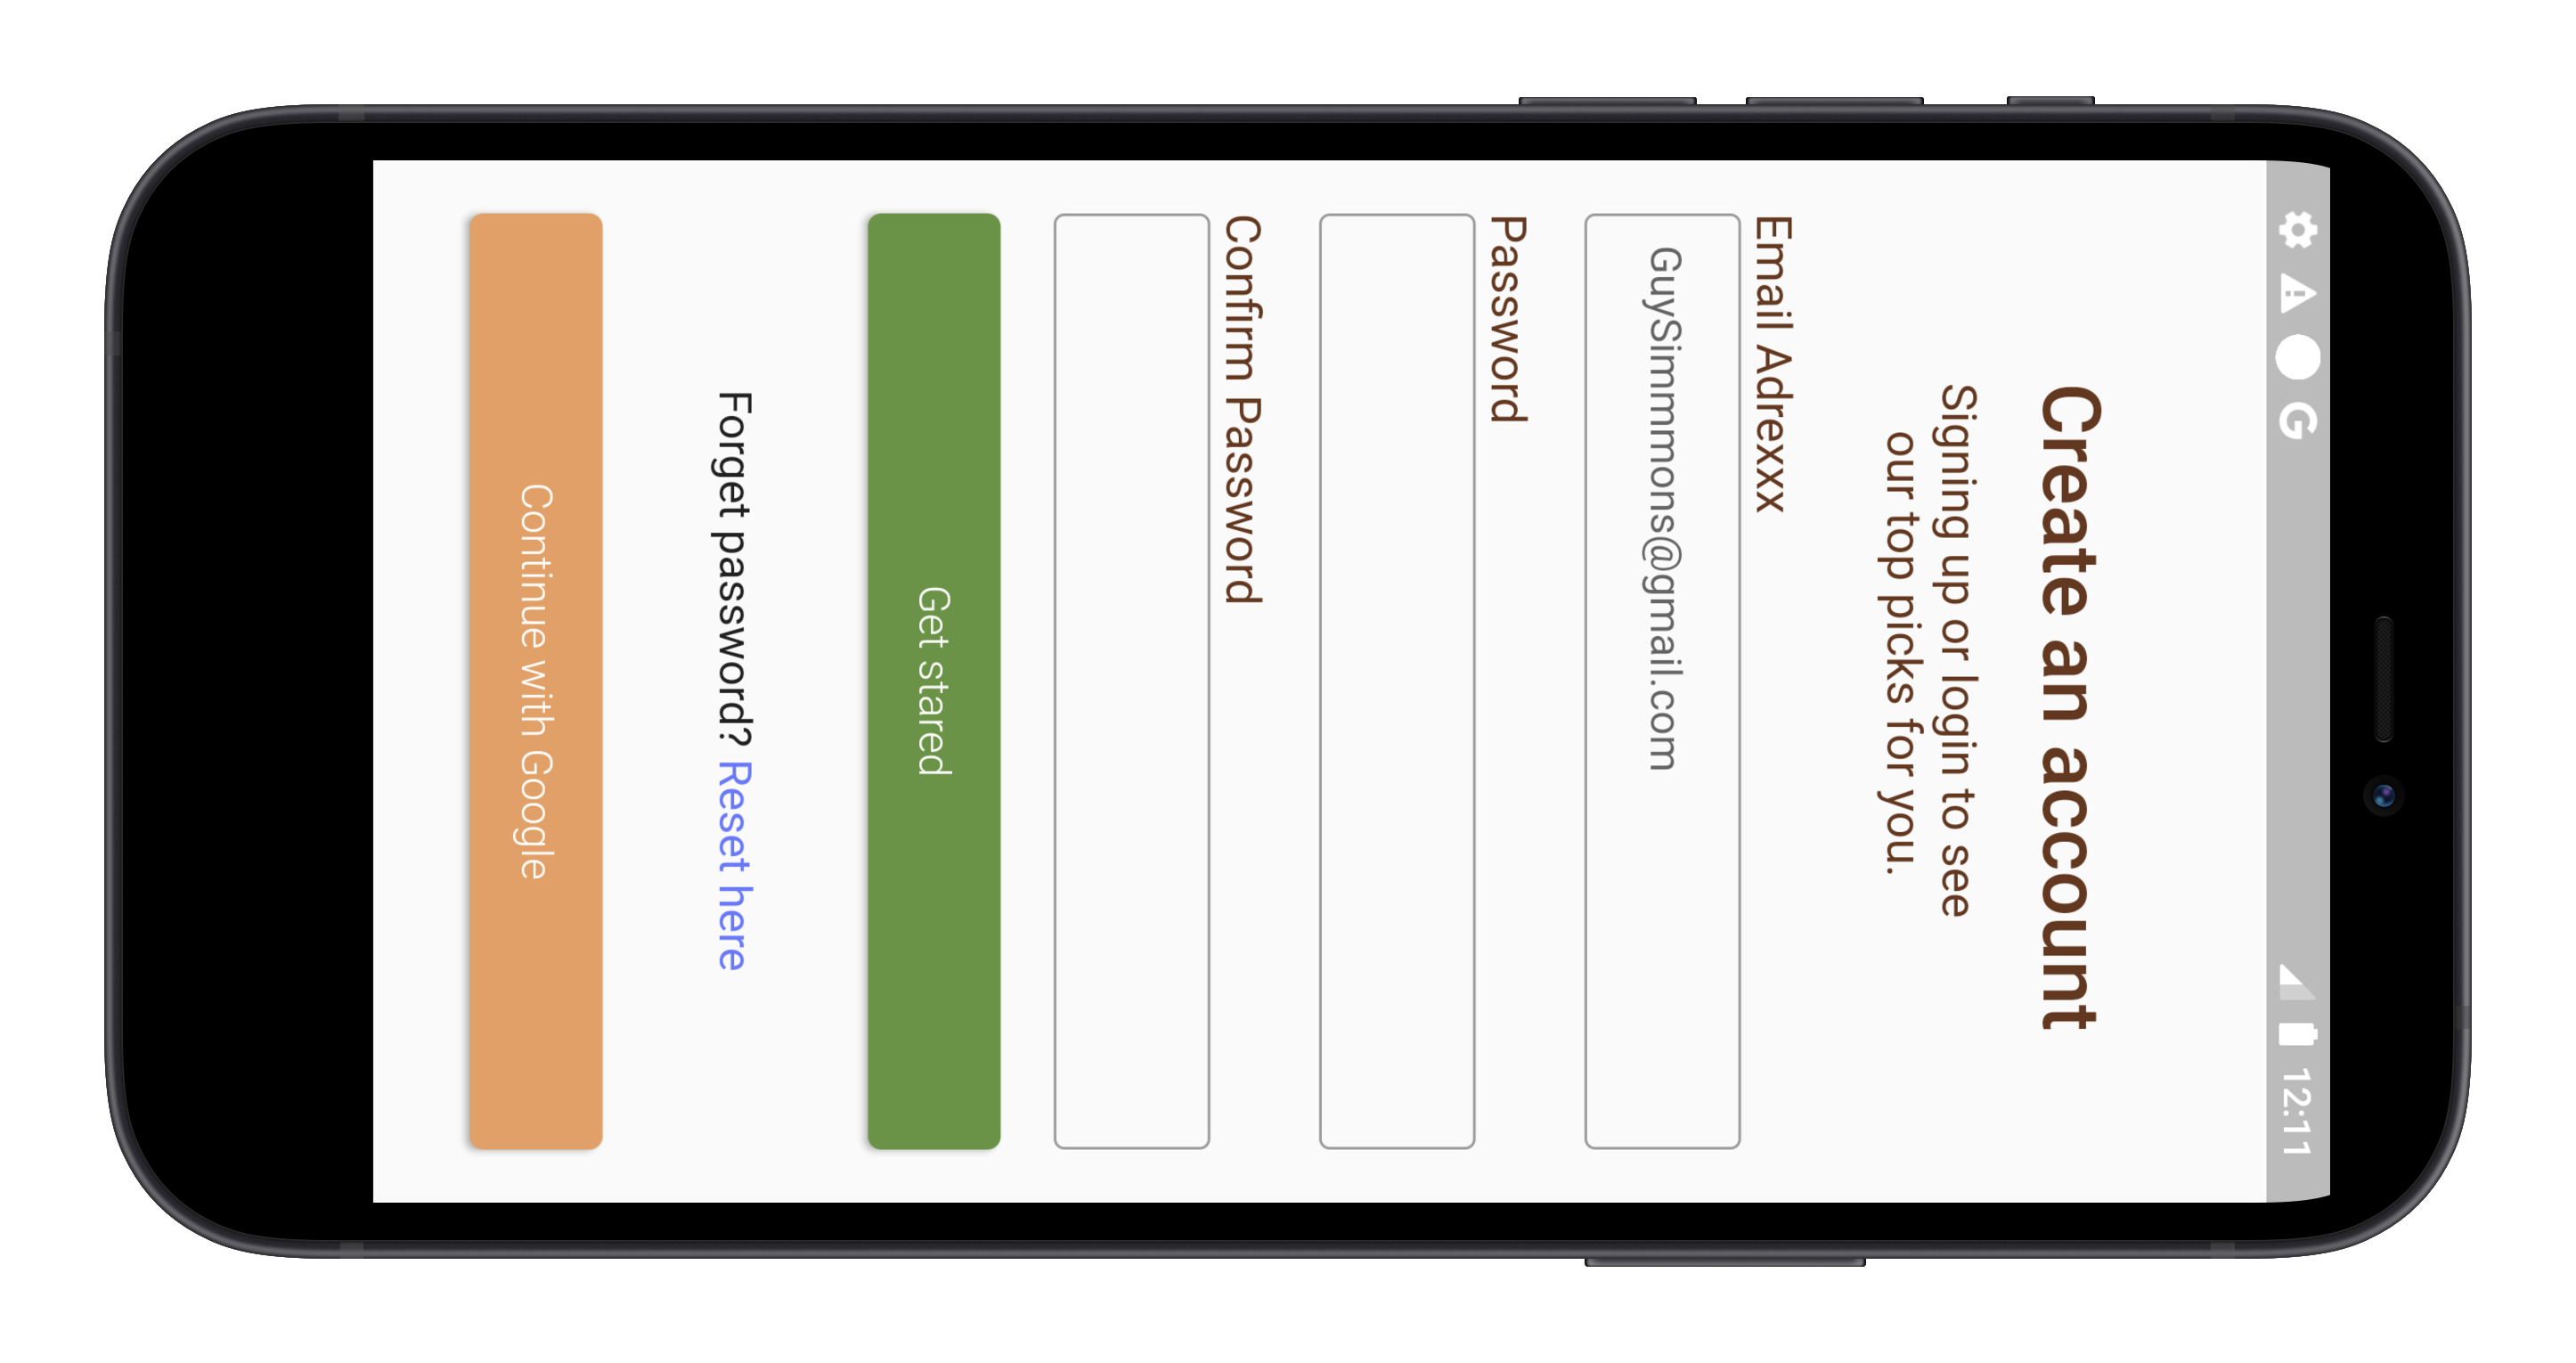 12:11
Create an account
Signing up or login to see
our top picks for you.
Email Adrexxx
GuySimmmons@gmail.com
Password
Confirm Password
Get stared
Forget password? Reset here
Continue with Google